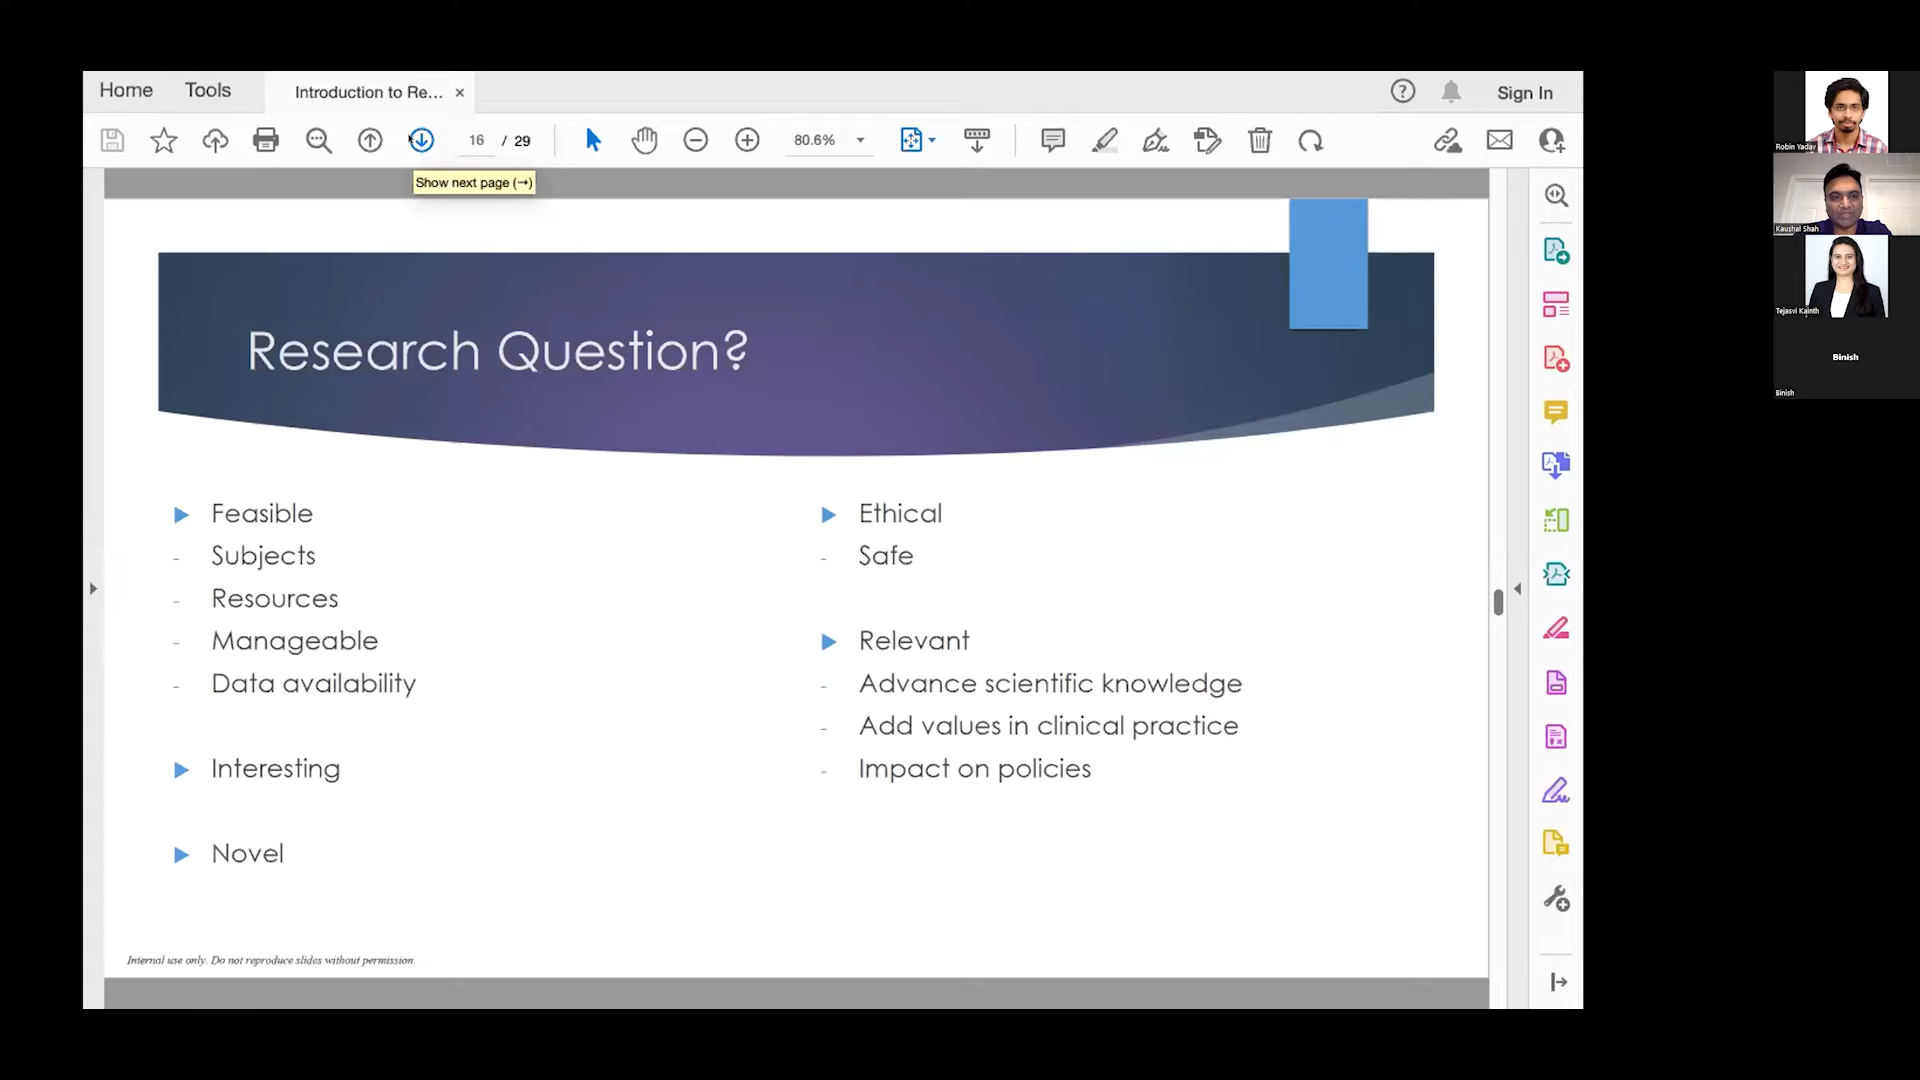 Home Tools Introduction to Re... × Sign In
16 / 29 80.6%
Show next page (→)
Research Question?
Feasible
- Subjects
- Resources
- Manageable
- Data availability
Interesting
Novel
Ethical
- Safe
Relevant
- Advance scientific knowledge
- Add values in clinical practice
- Impact on policies
Internal use only. Do not reproduce slides without permission.
Robin Yadav
Kaushal Shah
Tejasvi Kainth
Binish
Binish